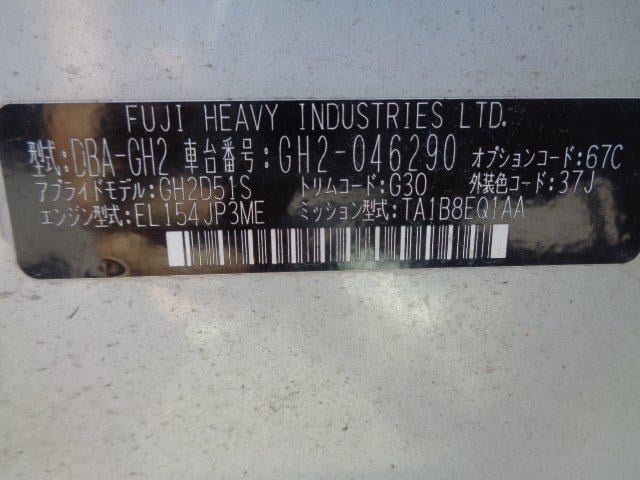 FUJI HEAVY INDUSTRIES LTD.
型式:DBA-GH2 車台番号:GH2-046290 オプションコード:67C
アプライドモデル:GH2D51S トリムコード:G30 外装色コード:37J
エンジン型式:EL154JP3ME ミッション型式:TA1B8EQ1AA